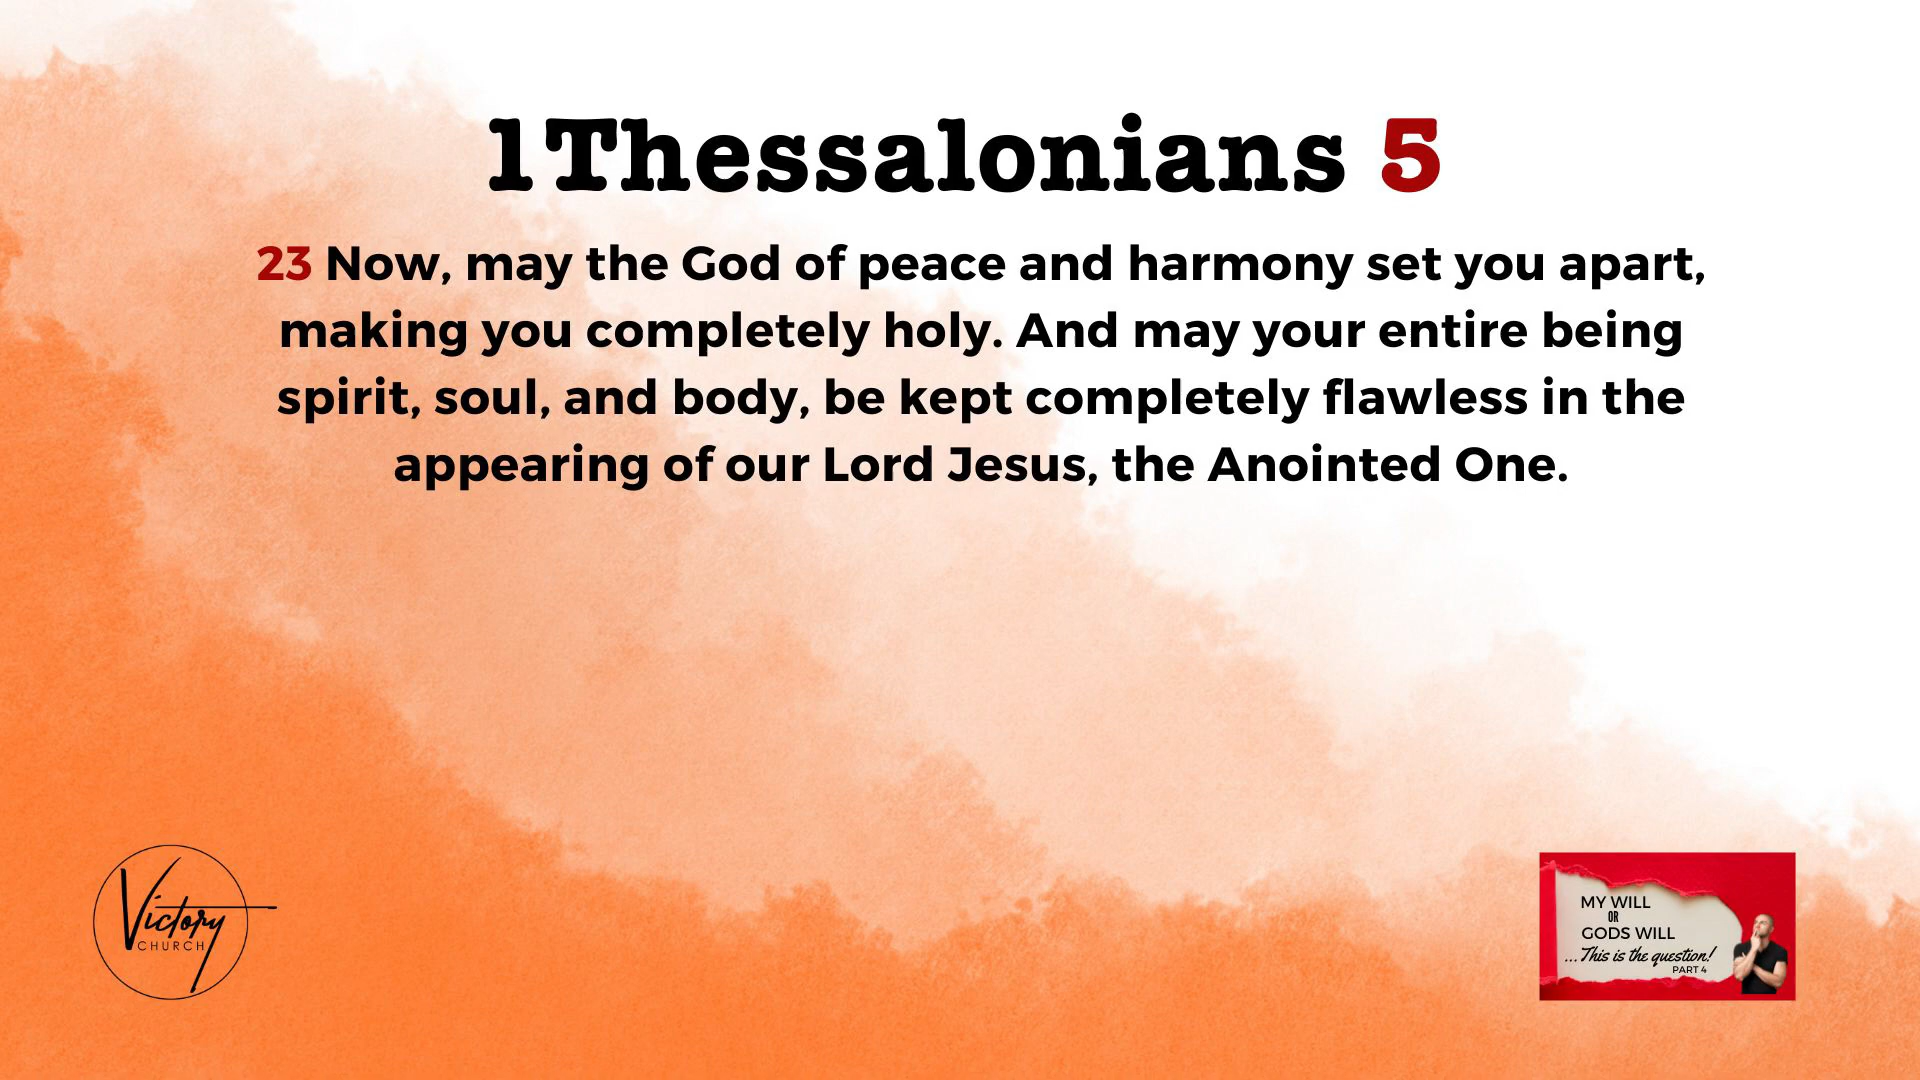 1Thessalonians 5
23 Now, may the God of peace and harmony set you apart,
making you completely holy. And may your entire being
spirit, soul, and body, be kept completely flawless in the
appearing of our Lord Jesus, the Anointed One.
Victory
CHURCH
MY WILL
OR
GODS WILL
...This is the question!
PART 4